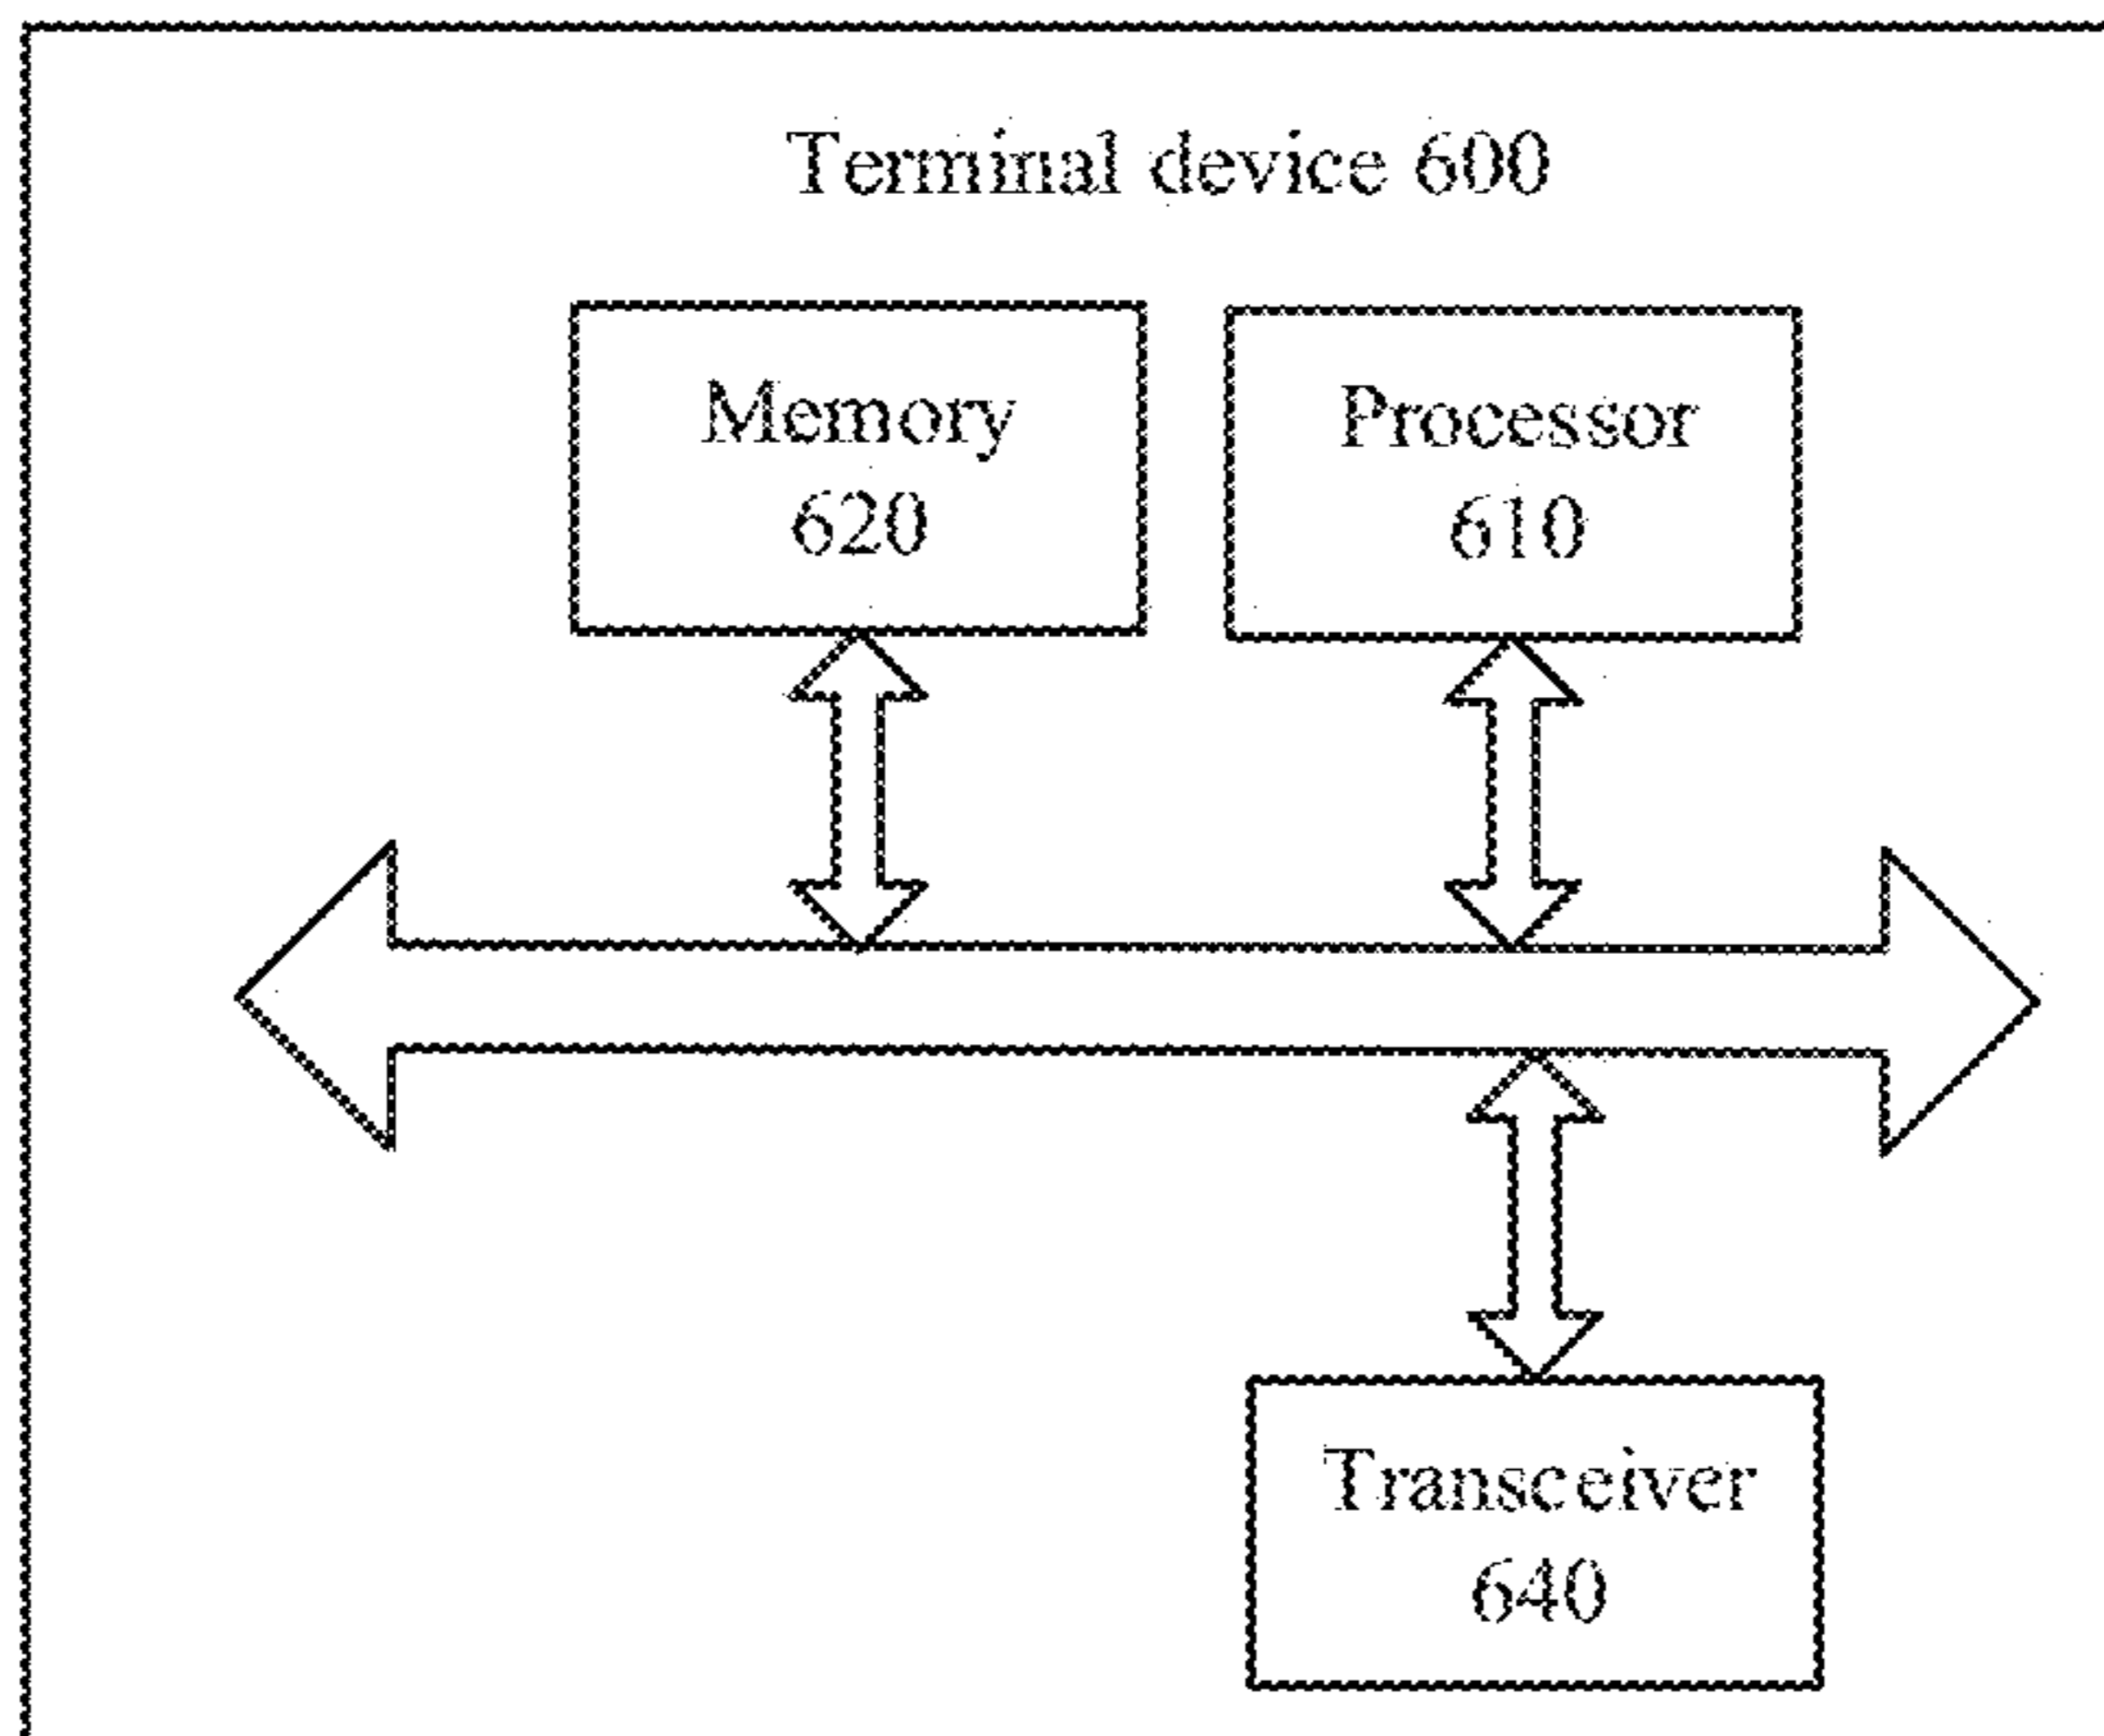 Terminal device 600
Memory
620
Processor
610
Transceiver
640